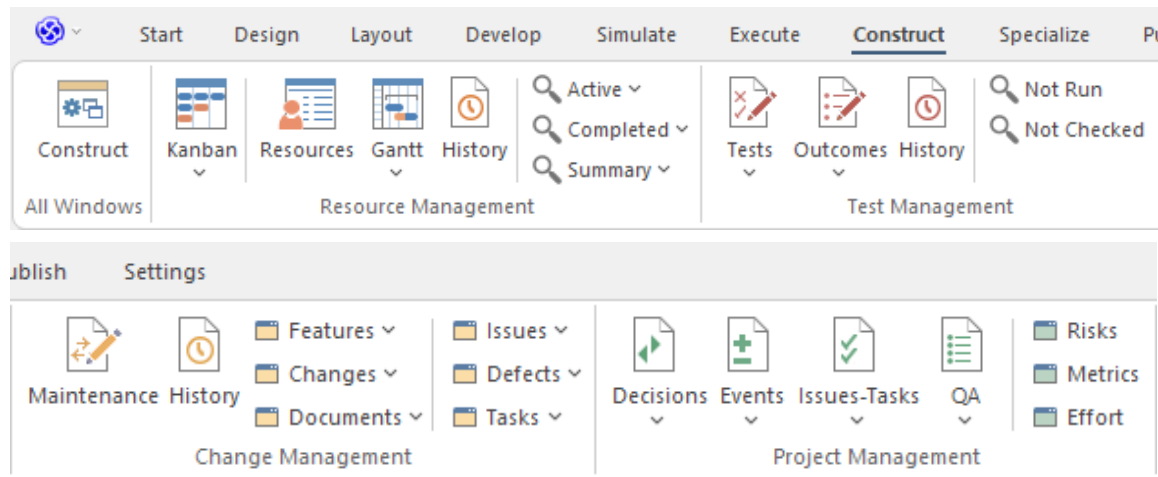 Start Design Layout Develop Simulate Execute Construct Specialize Pu
Construct Kanban Resources Gantt History
Active
Completed
Summary
Tests Outcomes History
Not Run
Not Checked
All Windows Resource Management Test Management
ublish Settings
Maintenance History
Features
Changes
Documents
Issues
Defects
Tasks
Decisions Events Issues-Tasks QA
Risks
Metrics
Effort
Change Management Project Management